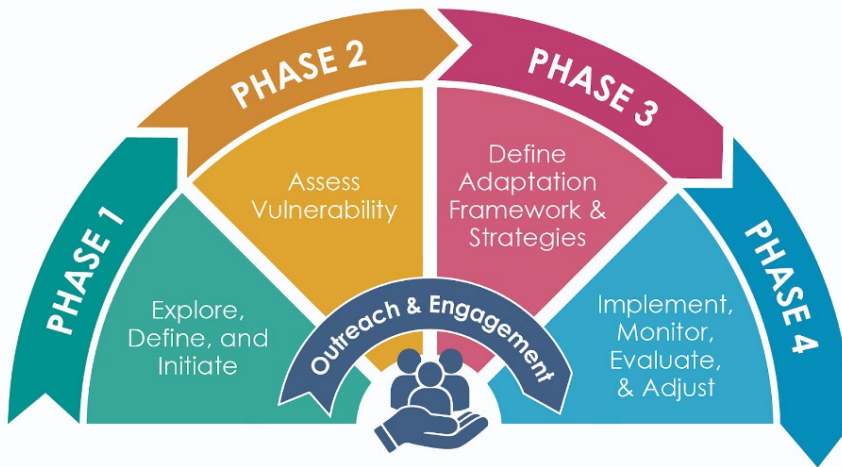 PHASE 1
Explore,
Define, and
Initiate
PHASE 2
Assess
Vulnerability
PHASE 3
Define
Adaptation
Framework &
Strategies
PHASE 4
Implement,
Monitor,
Evaluate,
& Adjust
Outreach & Engagement